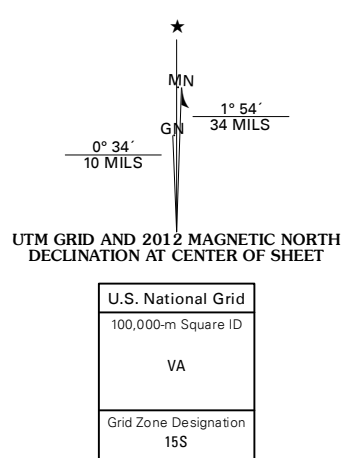 ★
MN
1° 54´
34 MILS
GN
0° 34´
10 MILS
UTM GRID AND 2012 MAGNETIC NORTH
DECLINATION AT CENTER OF SHEET
U.S. National Grid
100,000-m Square ID
VA
Grid Zone Designation
15S